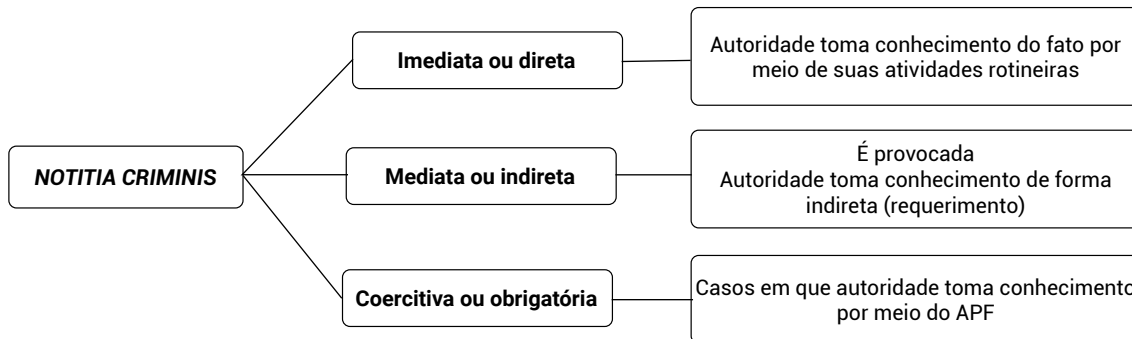 NOTITIA CRIMINIS
Imediata ou direta
Autoridade toma conhecimento do fato por
meio de suas atividades rotineiras
Mediata ou indireta
É provocada
Autoridade toma conhecimento de forma
indireta (requerimento)
Coercitiva ou obrigatória
Casos em que autoridade toma conhecimento
por meio do APF